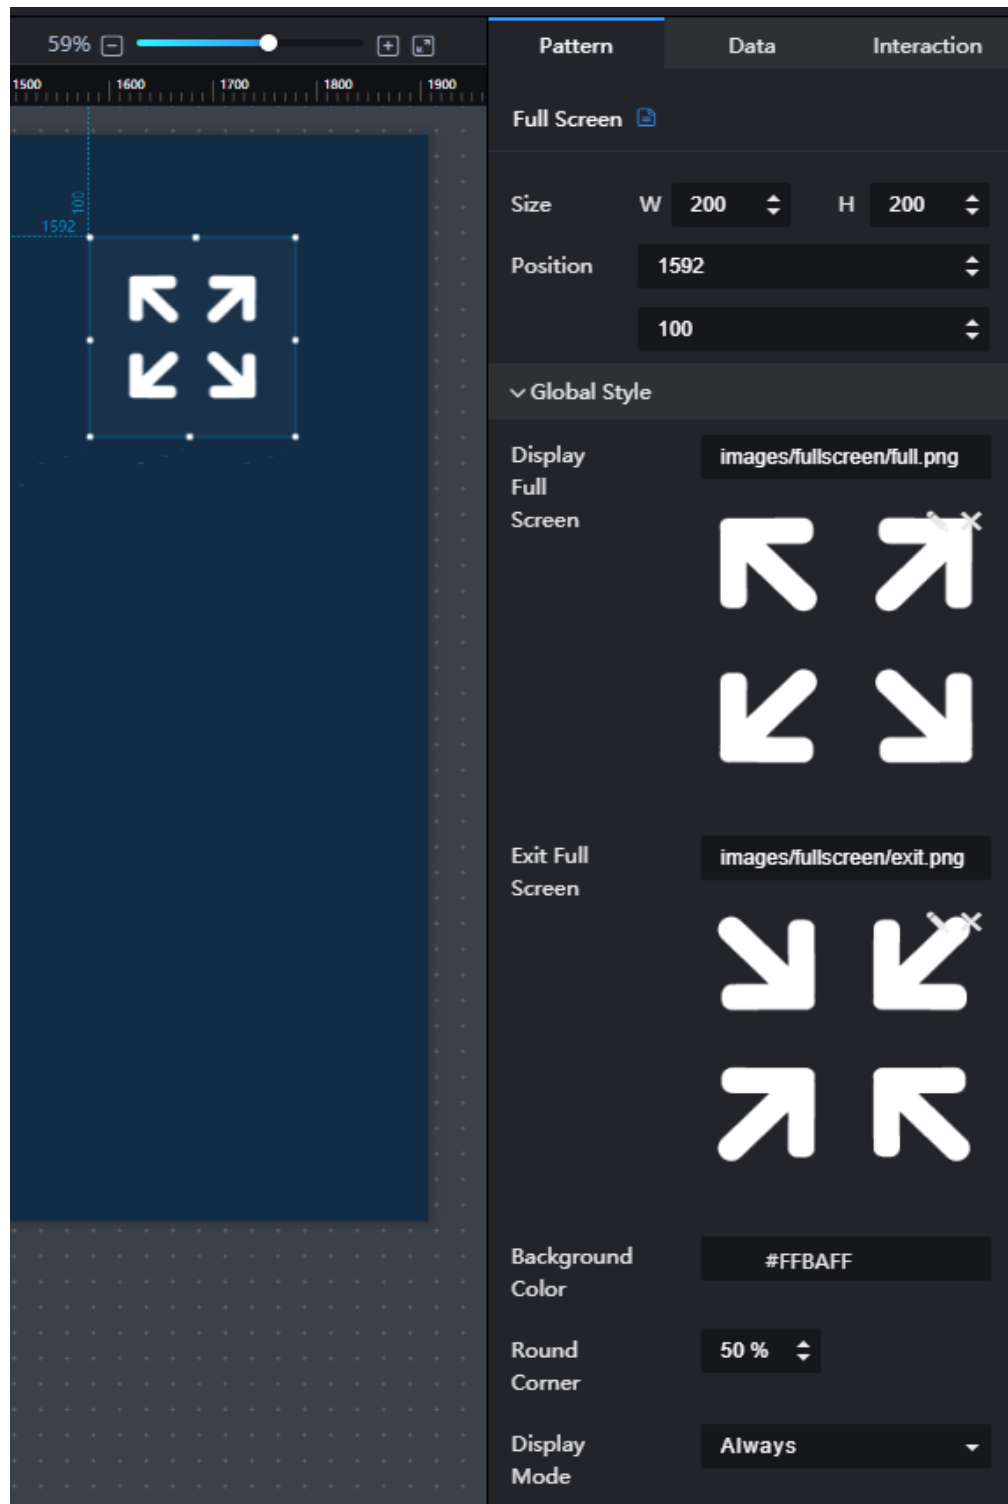 59%
Pattern Data Interaction
1500 1600 1700 1800 1900
Full Screen
Size W 200 H 200
100
1592
Position 1592
100
Global Style
Display
Full
Screen
images/fullscreen/full.png
Exit Full
Screen
images/fullscreen/exit.png
Background
Color
#FFBAFF
Round
Corner
50 %
Display
Mode
Always